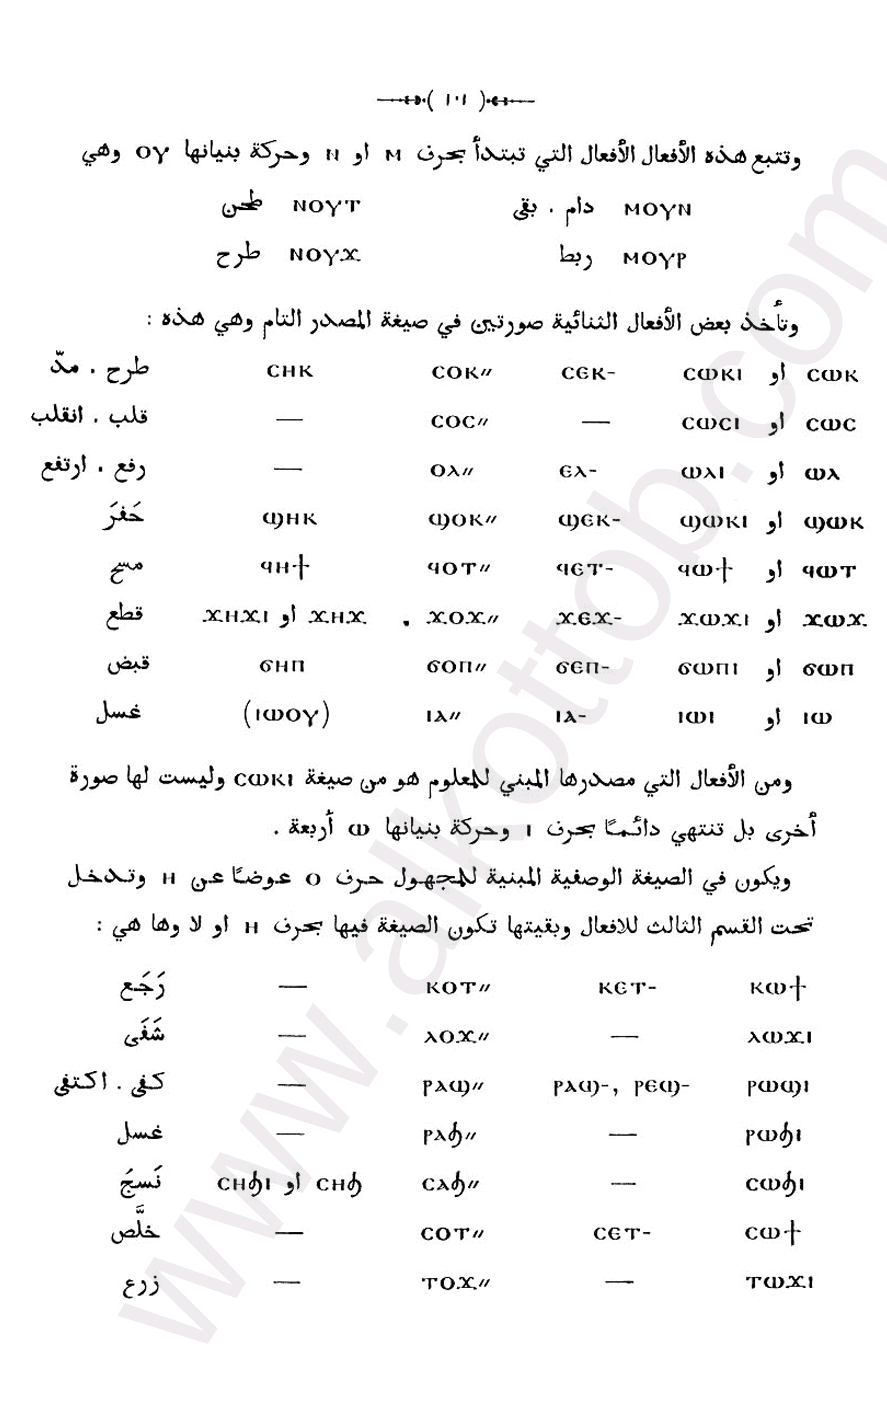 ( ١٠١ )
وتتبع هذه الأفعال الأفعال التي تبتدأ بحرف ⲙ او ⲛ وحركة بنيانها ⲟⲩ وهي
ⲙⲟⲩⲛ دام . بقى ⲛⲟⲩⲧ طحن
ⲙⲟⲩⲣ ربط ⲛⲟⲩϫ طرح
وتأخذ بعض الأفعال الثنائية صورتين في صيغة المصدر التام وهي هذه :
ⲥⲱⲕ او ⲥⲱⲕⲓ ⲥⲉⲕ- ⲥⲟⲕ〃 ⲥⲏⲕ طرح . مدّ
ⲥⲱⲥ او ⲥⲱⲥⲓ — ⲥⲟⲥ〃 — قلب . انقلب
ⲱⲗ او ⲱⲗⲓ ⲉⲗ- ⲟⲗ〃 — رفع . ارتفع
ϣⲱⲕ او ϣⲱⲕⲓ ϣⲉⲕ- ϣⲟⲕ〃 ϣⲏⲕ حَفَرَ
ϥⲱⲧ او ϥⲱϯ ϥⲉⲧ- ϥⲟⲧ〃 ϥⲏϯ مسح
ϫⲱϫ او ϫⲱϫⲓ ϫⲉϫ- ϫⲟϫ〃 . ϫⲏϫ او ϫⲏϫⲓ قطع
ϭⲱⲡ او ϭⲱⲡⲓ ϭⲉⲡ- ϭⲟⲡ〃 ϭⲏⲡ قبض
ⲓⲱ او ⲓⲱⲓ ⲓⲁ- ⲓⲁ〃 (ⲓⲱⲟⲩ) غسل
ومن الأفعال التي مصدرها المبني للمعلوم هو من صيغة ⲥⲱⲕⲓ وليست لها صورة
أخرى بل تنتهي دائماً بحرف ⲓ وحركة بنيانها ⲱ أربعة .
ويكون في الصيغة الوصفية المبنية للمجهول حرف ⲟ عوضاً عن ⲏ وتدخل
تحت القسم الثالث للافعال وبقيتها تكون الصيغة فيها بحرف ⲏ او لا وها هي :
ⲕⲱϯ ⲕⲉⲧ- ⲕⲟⲧ〃 — رَجَع
ⲗⲱϫⲓ — ⲗⲟϫ〃 — شَفَى
ⲣⲱϣⲓ ⲣⲁϣ-, ⲣⲉϣ- ⲣⲁϣ〃 — كفى . اكتفى
ⲣⲱϧⲓ — ⲣⲁϧ〃 — غسل
ⲥⲱϧⲓ — ⲥⲁϧ〃 ⲥⲏϧ او ⲥⲏϧⲓ نَسجَ
ⲥⲱϯ ⲥⲉⲧ- ⲥⲟⲧ〃 — خلَّص
ⲧⲱϫⲓ — ⲧⲟϫ〃 — زرع
www.alkottob.com